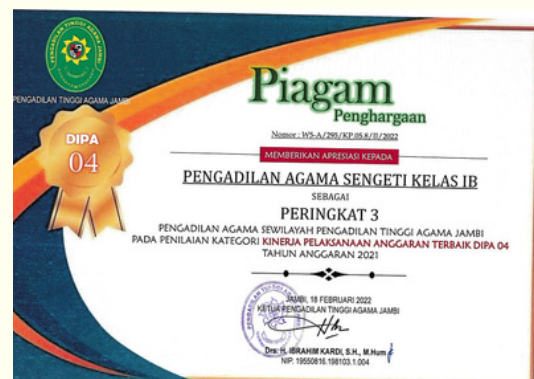 PENGADILAN TINGGI AGAMA JAMBI
DIPA
04
Piagam
Penghargaan
Nomor : W5-A/295/KP.05.8/II/2022
MEMBERIKAN APRESIASI KEPADA
PENGADILAN AGAMA SENGETI KELAS IB
SEBAGAI
PERINGKAT 3
PENGADILAN AGAMA SEWILAYAH PENGADILAN TINGGI AGAMA JAMBI
PADA PENILAIAN KATEGORI KINERJA PELAKSANAAN ANGGARAN TERBAIK DIPA 04
TAHUN ANGGARAN 2021
JAMBI, 18 FEBRUARI 2022
KETUA PENGADILAN TINGGI AGAMA JAMBI
Drs. H. IBRAHIM KARDI, S.H., M.Hum
NIP. 19550816.198103.1.004